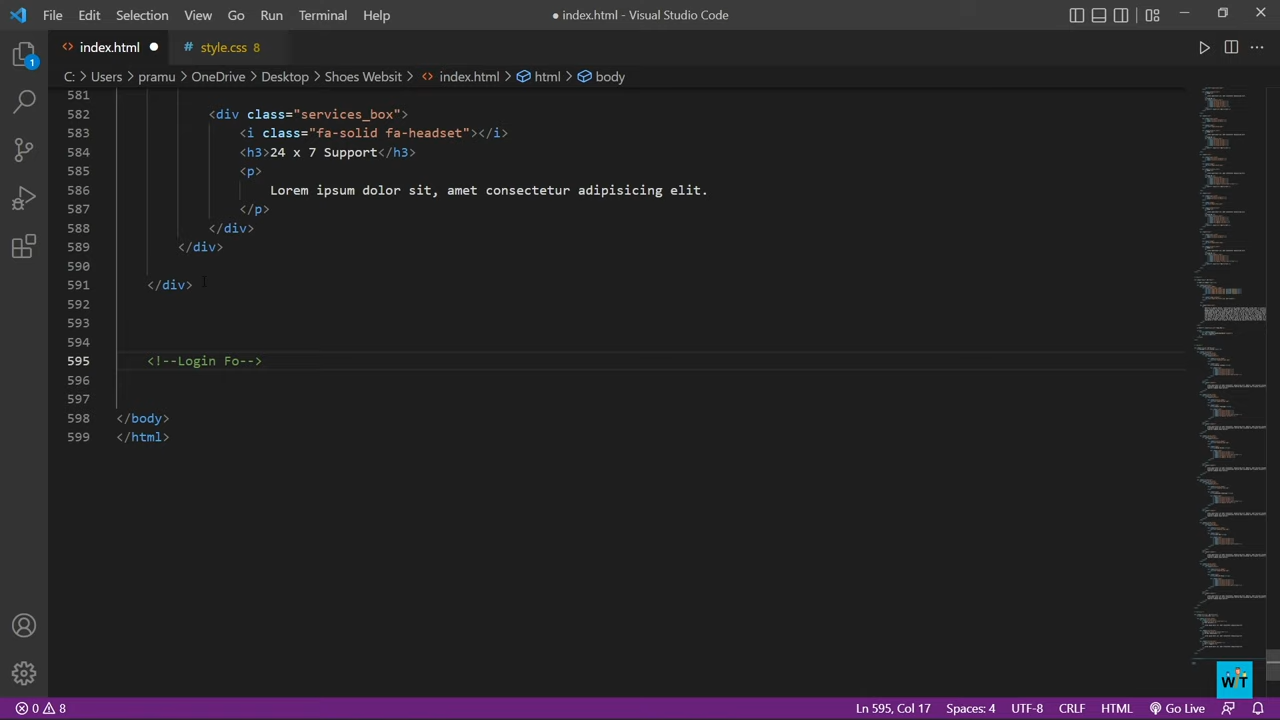 File Edit Selection View Go Run Terminal Help
● index.html - Visual Studio Code
index.html
# style.css 8
C: > Users > pramu > OneDrive > Desktop > Shoes Websit > index.html > html > body
1
581
582 <div class="services_box">
583 <i class="fa-solid fa-headset"></i>
584 <h3>24 x 7 suport</h3>
585 <p>
586 Lorem ipsum dolor sit, amet consectetur adipisicing elit.
587 </p>
588 </div>
589 </div>
590
591 </div>
592
593
594
595 <!--Login Fo-->
596
597
598 </body>
599 </html>
WT
0 8
Ln 595, Col 17 Spaces: 4 UTF-8 CRLF HTML Go Live